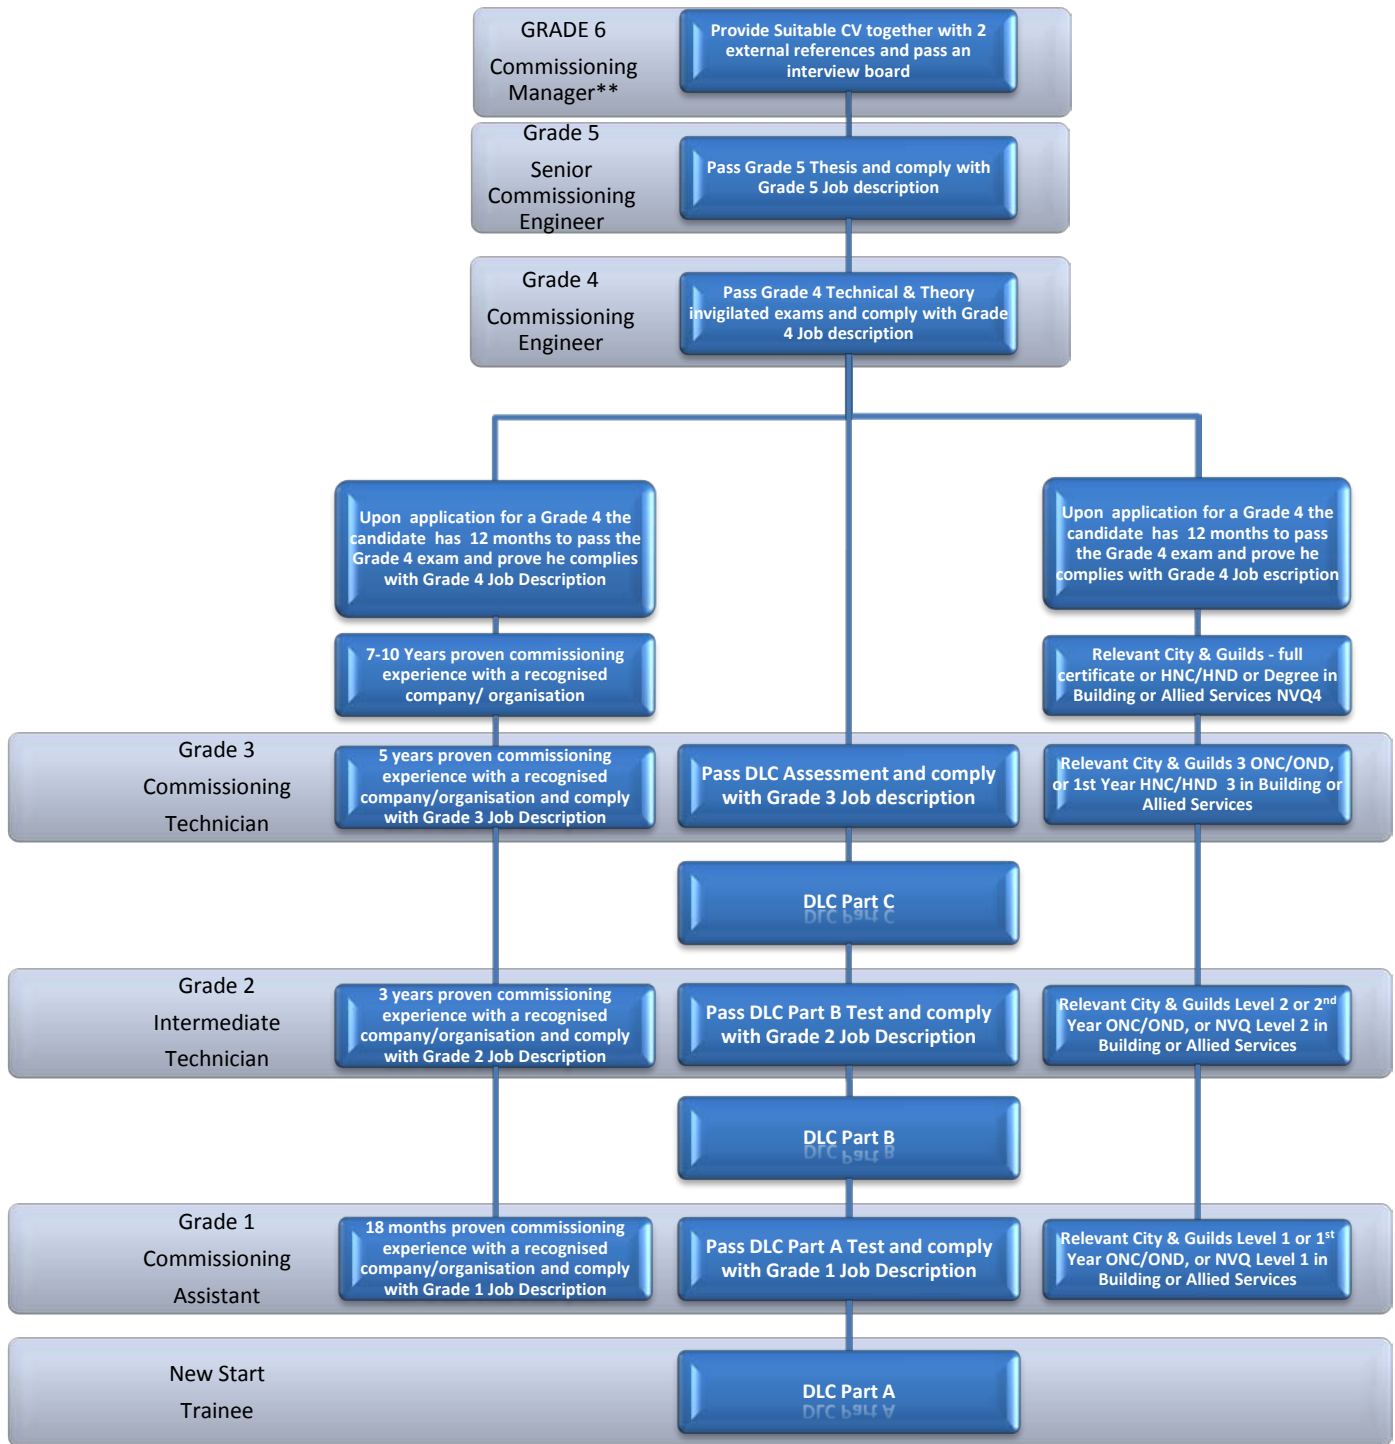 GRADE 6
Commissioning
Manager**
Provide Suitable CV together with 2
external references and pass an
interview board
Grade 5
Senior
Commissioning
Engineer
Pass Grade 5 Thesis and comply with
Grade 5 Job description
Grade 4
Commissioning
Engineer
Pass Grade 4 Technical & Theory
invigilated exams and comply with Grade
4 Job description
Upon application for a Grade 4 the
candidate has 12 months to pass the
Grade 4 exam and prove he complies
with Grade 4 Job Description
Upon application for a Grade 4 the
candidate has 12 months to pass
the Grade 4 exam and prove he
complies with Grade 4 Job escription
7-10 Years proven commissioning
experience with a recognised
company/ organisation
Relevant City & Guilds - full
certificate or HNC/HND or Degree in
Building or Allied Services NVQ4
Grade 3
Commissioning
Technician
5 years proven commissioning
experience with a recognised
company/organisation and comply
with Grade 3 Job Description
Pass DLC Assessment and comply
with Grade 3 Job description
Relevant City & Guilds 3 ONC/OND,
or 1st Year HNC/HND 3 in Building or
Allied Services
DLC Part C
Grade 2
Intermediate
Technician
3 years proven commissioning
experience with a recognised
company/organisation and comply
with Grade 2 Job Description
Pass DLC Part B Test and comply
with Grade 2 Job Description
Relevant City & Guilds Level 2 or 2nd
Year ONC/OND, or NVQ Level 2 in
Building or Allied Services
DLC Part B
Grade 1
Commissioning
Assistant
18 months proven commissioning
experience with a recognised
company/organisation and comply
with Grade 1 Job Description
Pass DLC Part A Test and comply
with Grade 1 Job Description
Relevant City & Guilds Level 1 or 1st
Year ONC/OND, or NVQ Level 1 in
Building or Allied Services
New Start
Trainee
DLC Part A